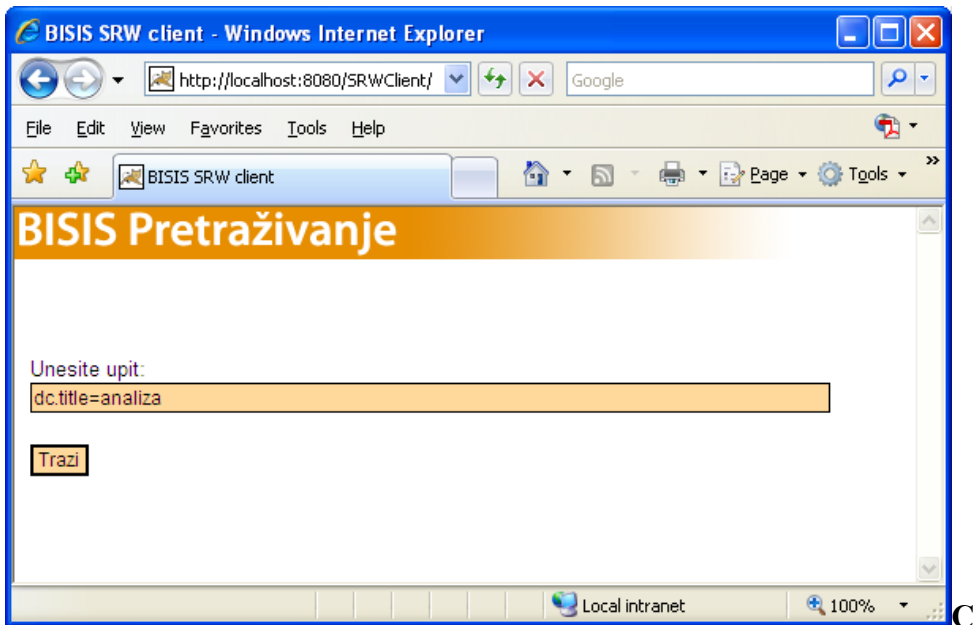 BISIS SRW client - Windows Internet Explorer
http://localhost:8080/SRWClient/
Google
File Edit View Favorites Tools Help
BISIS SRW client
Page Tools »
BISIS Pretraživanje
Unesite upit:
dc.title=analiza
Trazi
Local intranet 100%
C